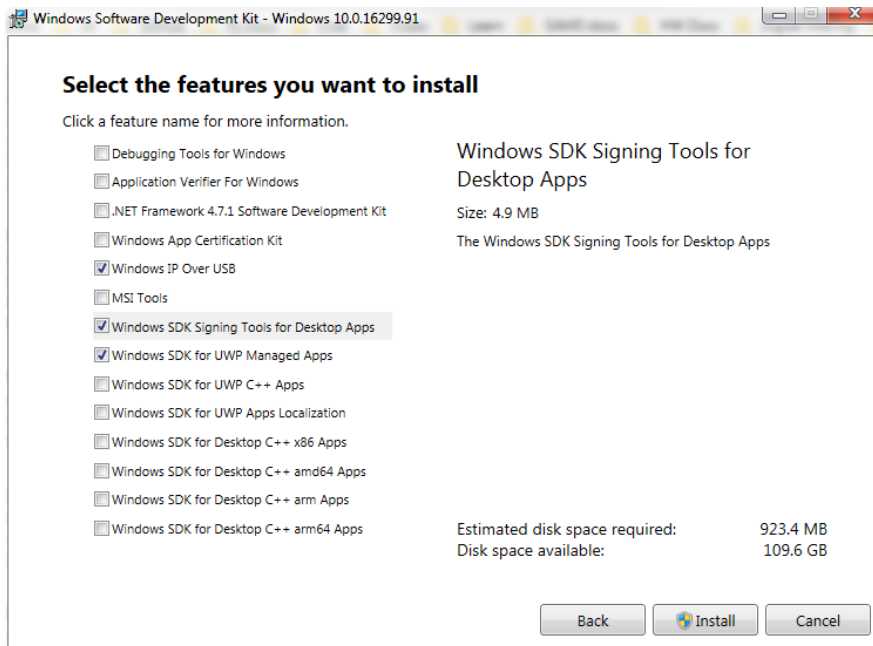 Windows Software Development Kit - Windows 10.0.16299.91
Select the features you want to install
Click a feature name for more information.
Debugging Tools for Windows
Application Verifier For Windows
.NET Framework 4.7.1 Software Development Kit
Windows App Certification Kit
Windows IP Over USB
MSI Tools
Windows SDK Signing Tools for Desktop Apps
Windows SDK for UWP Managed Apps
Windows SDK for UWP C++ Apps
Windows SDK for UWP Apps Localization
Windows SDK for Desktop C++ x86 Apps
Windows SDK for Desktop C++ amd64 Apps
Windows SDK for Desktop C++ arm Apps
Windows SDK for Desktop C++ arm64 Apps
Windows SDK Signing Tools for
Desktop Apps
Size: 4.9 MB
The Windows SDK Signing Tools for Desktop Apps
Estimated disk space required: 923.4 MB
Disk space available: 109.6 GB
Back Install Cancel